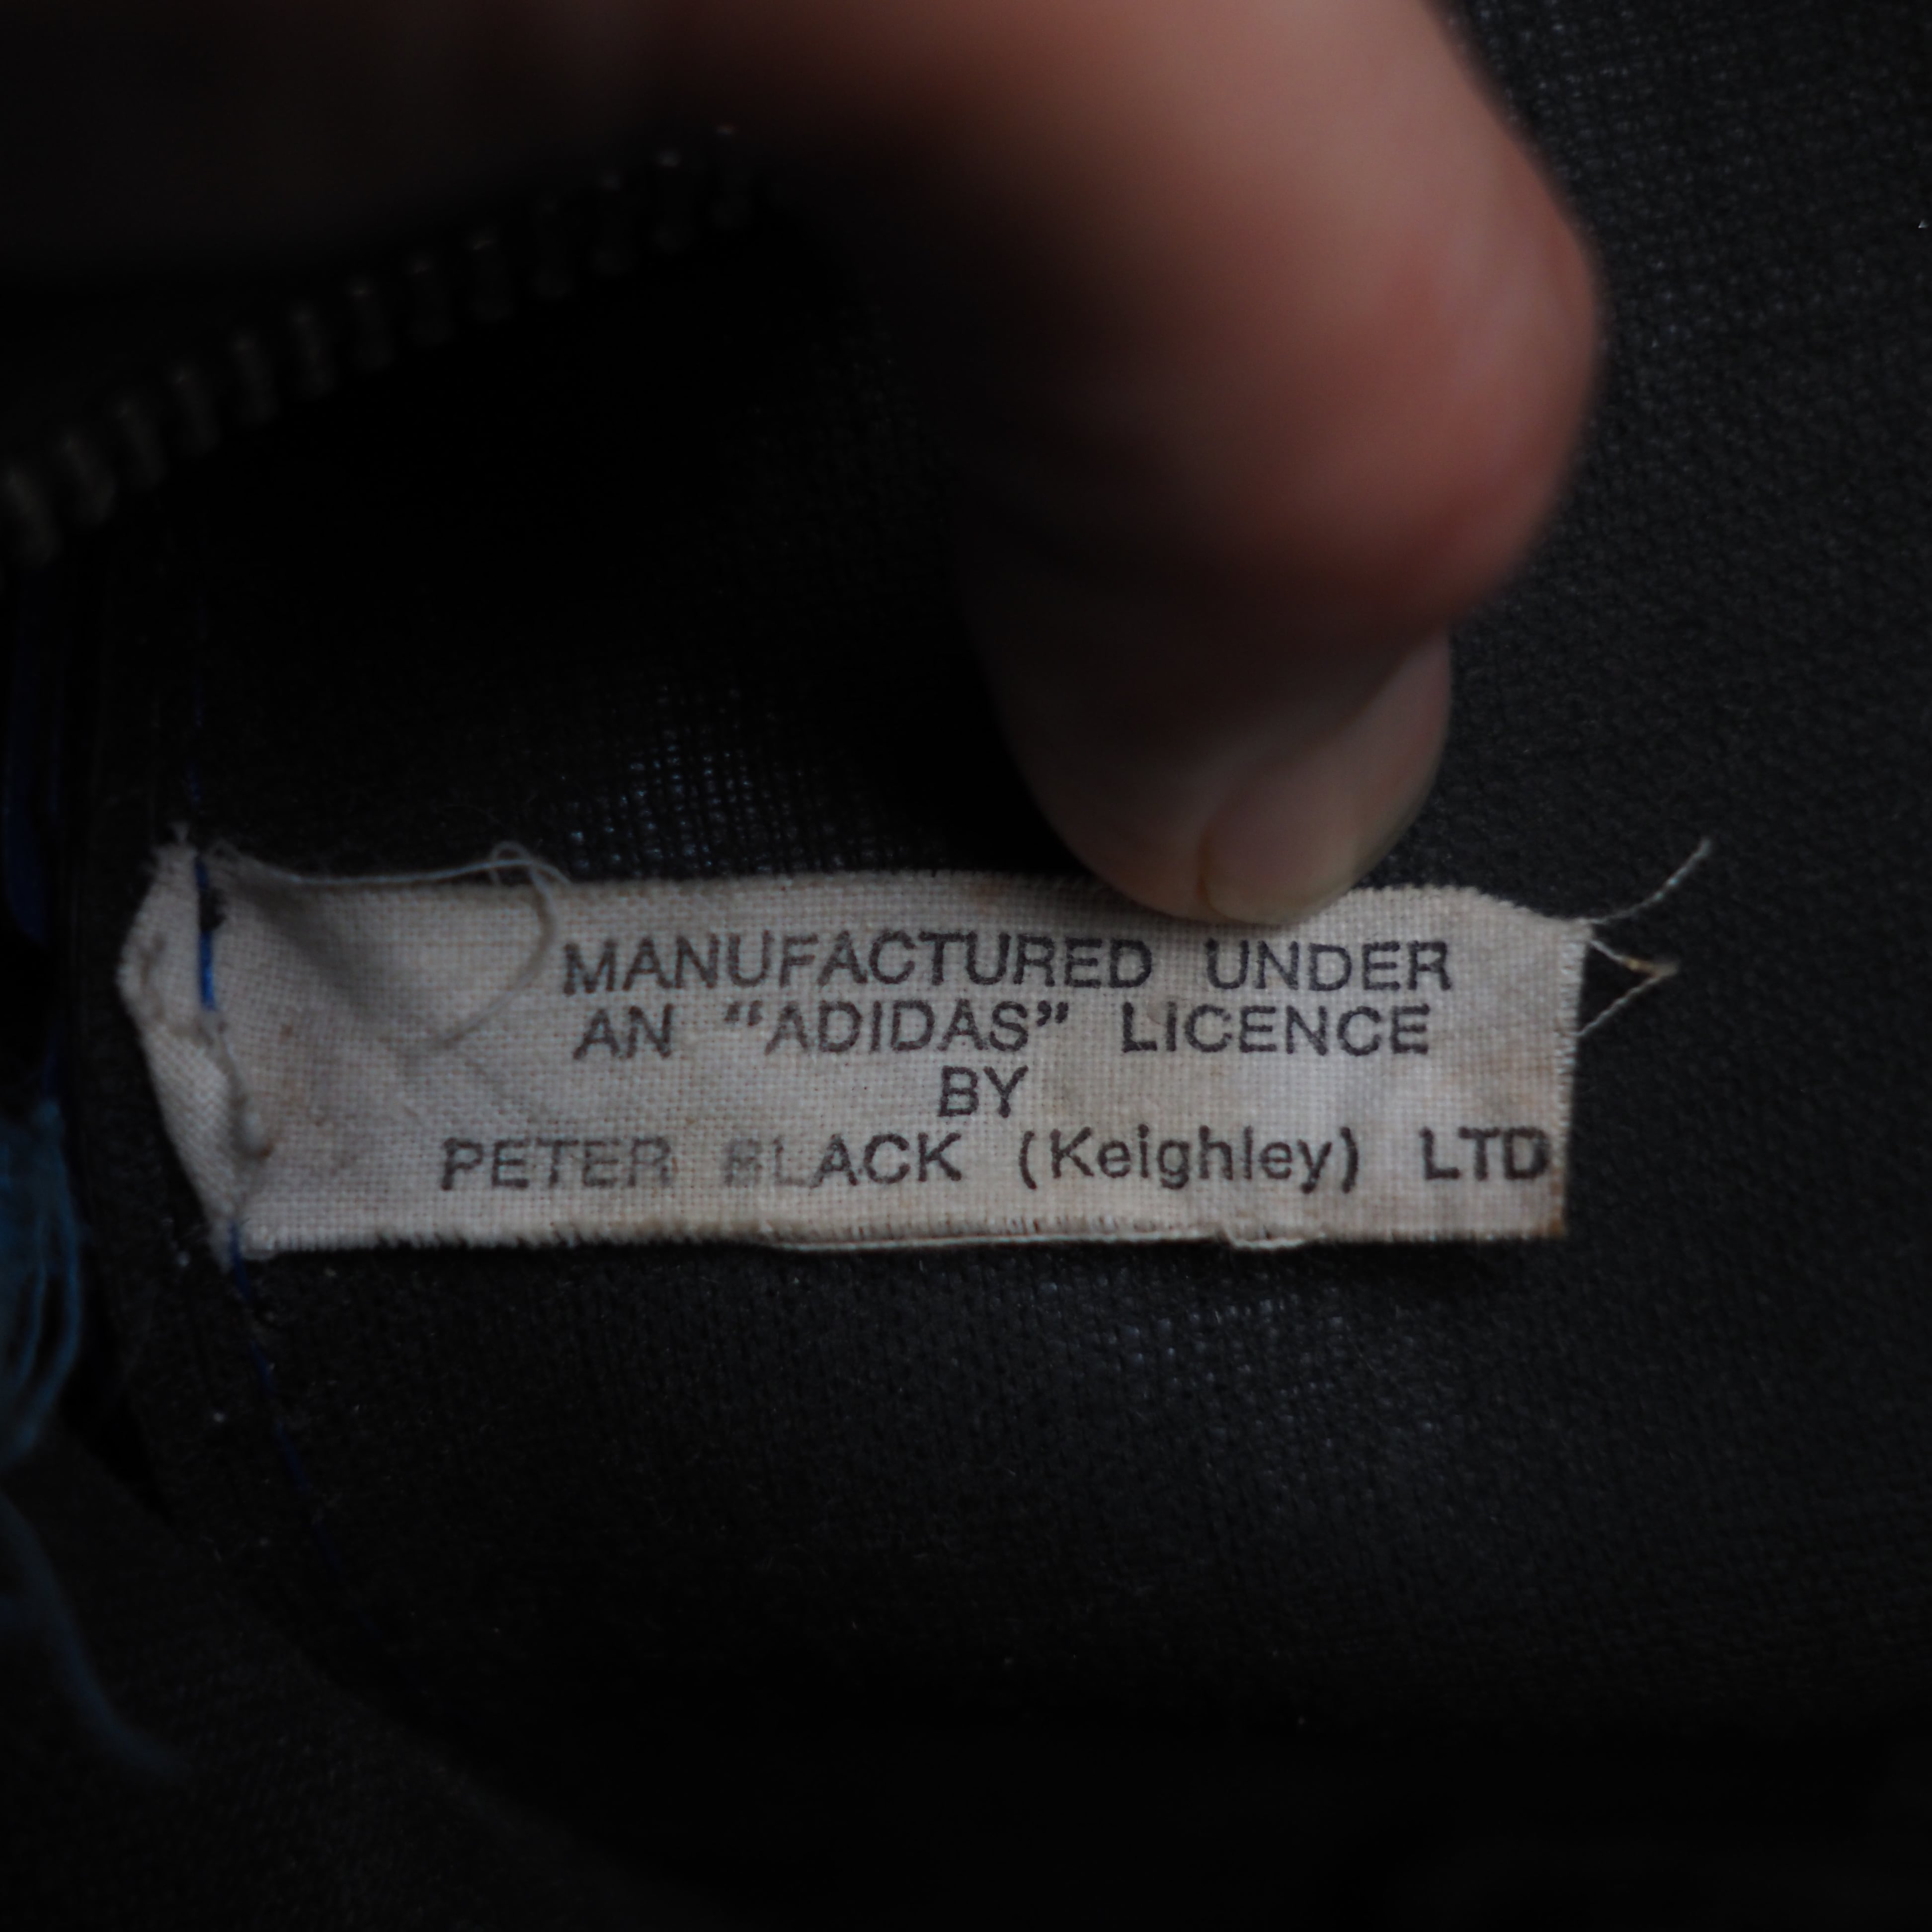 MANUFACTURED UNDER
AN "ADIDAS" LICENCE
BY
PETER BLACK (Keighley) LTD